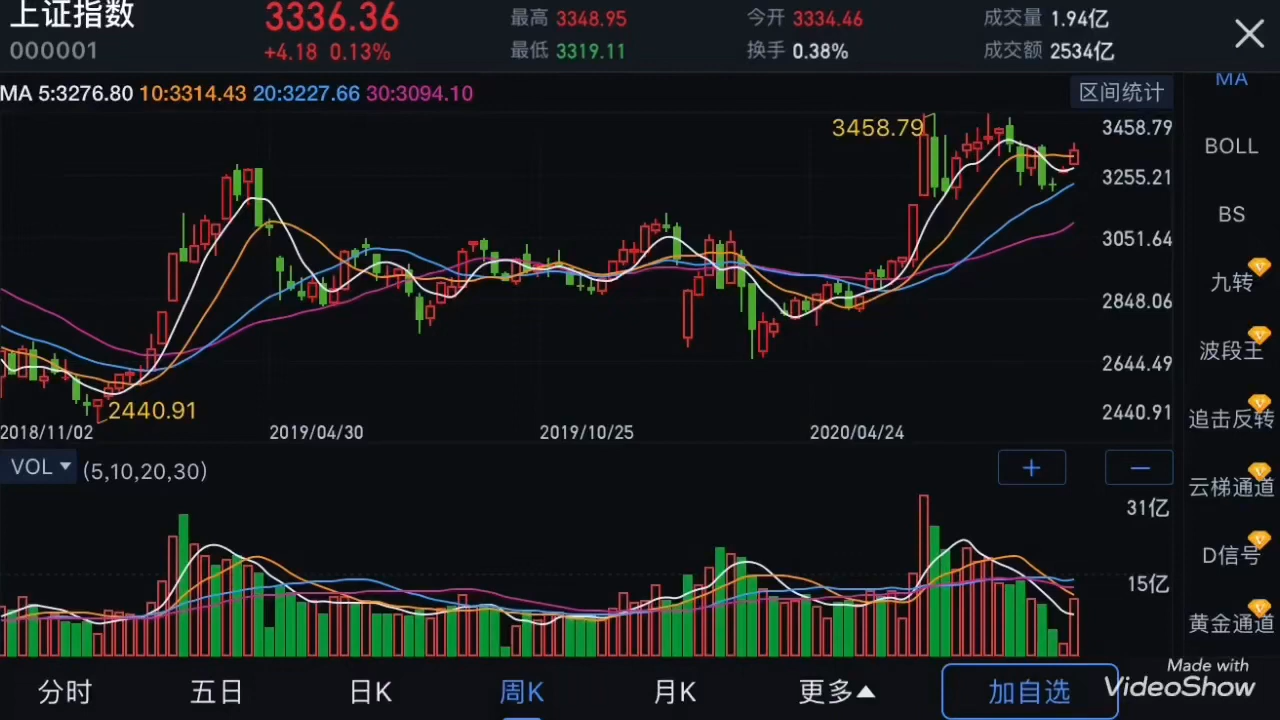 上证指数 3336.36 最高 3348.95 今开 3334.46 成交量 1.94亿
000001 +4.18 0.13% 最低 3319.11 换手 0.38% 成交额 2534亿
MA 5:3276.80 10:3314.43 20:3227.66 30:3094.10
区间统计
MA
3458.79
3458.79
BOLL
3255.21
BS
3051.64
九转
2848.06
波段王
2644.49
2440.91
2440.91
追击反转
2018/11/02 2019/04/30 2019/10/25 2020/04/24
VOL (5,10,20,30)
+ −
云梯通道
31亿
D信号
15亿
黄金通道
分时 五日 日K 周K 月K 更多 加自选
Made with
VideoShow